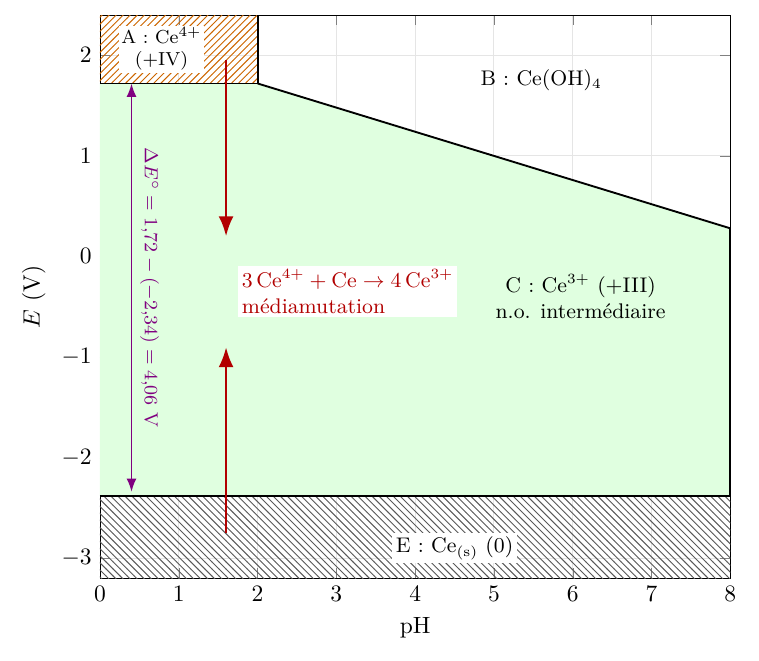 A : Ce⁴⁺
(+IV)
B : Ce(OH)₄
ΔE° = 1,72 − (−2,34) = 4,06 V
3 Ce⁴⁺ + Ce → 4 Ce³⁺
médiamutation
C : Ce³⁺ (+III)
n.o. intermédiaire
E : Ce₍ₛ₎ (0)
E (V)
2
1
0
−1
−2
−3
0 1 2 3 4 5 6 7 8
pH